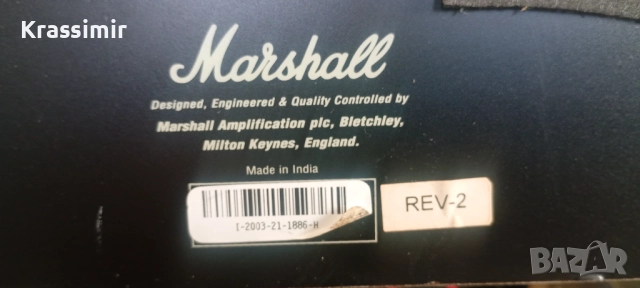 Krassimir
Marshall
Designed, Engineered & Quality Controlled by
Marshall Amplification plc, Bletchley,
Milton Keynes, England.
Made in India
I-2003-21-1886-H
REV-2
BAZAR